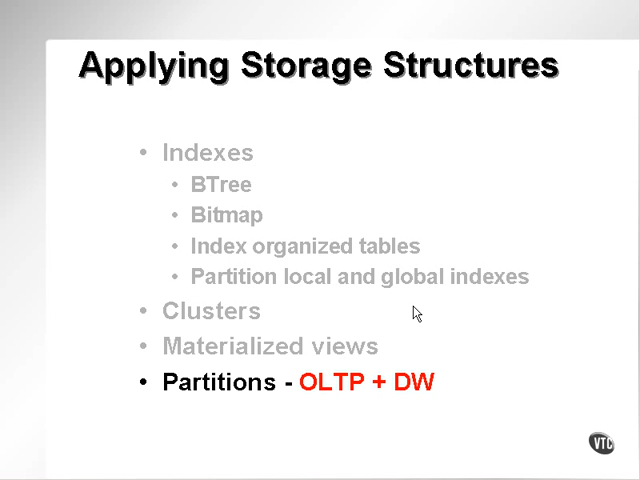 Applying Storage Structures
• Indexes
• BTree
• Bitmap
• Index organized tables
• Partition local and global indexes
• Clusters
• Materialized views
• Partitions - OLTP + DW
VTC